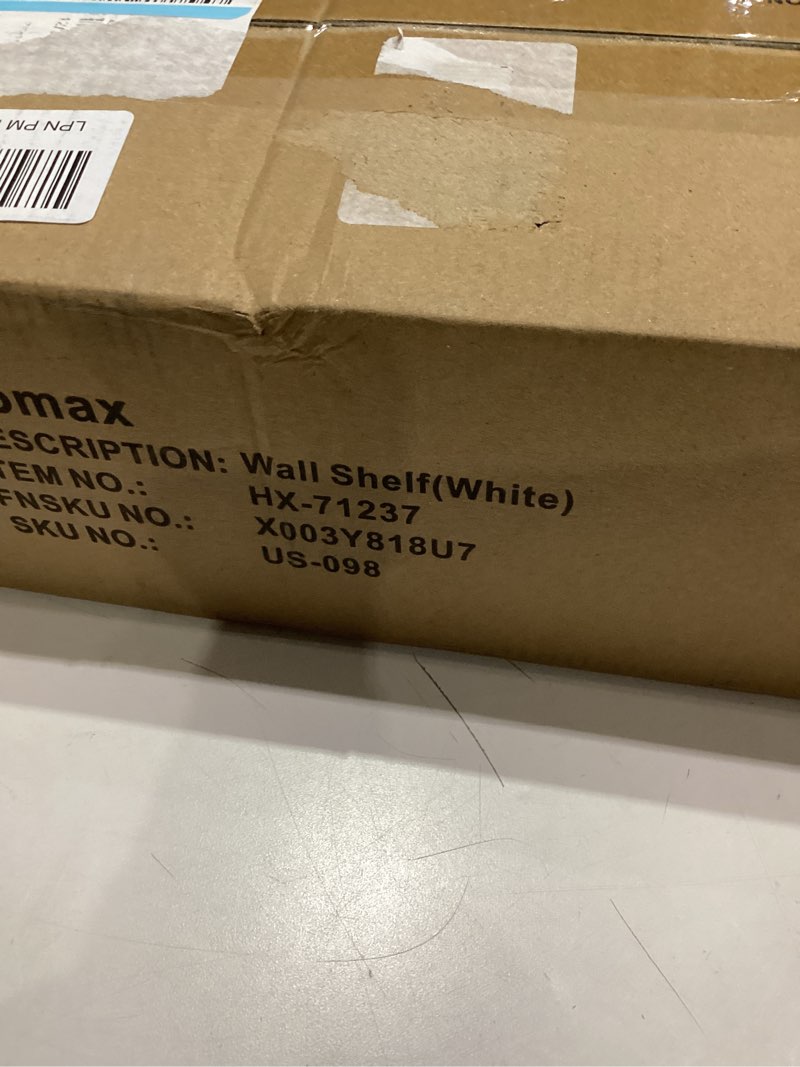 LPN PM
omax
ESCRIPTION: Wall Shelf(White)
TEM NO.: HX-71237
FNSKU NO.: X003Y818U7
SKU NO.: US-098